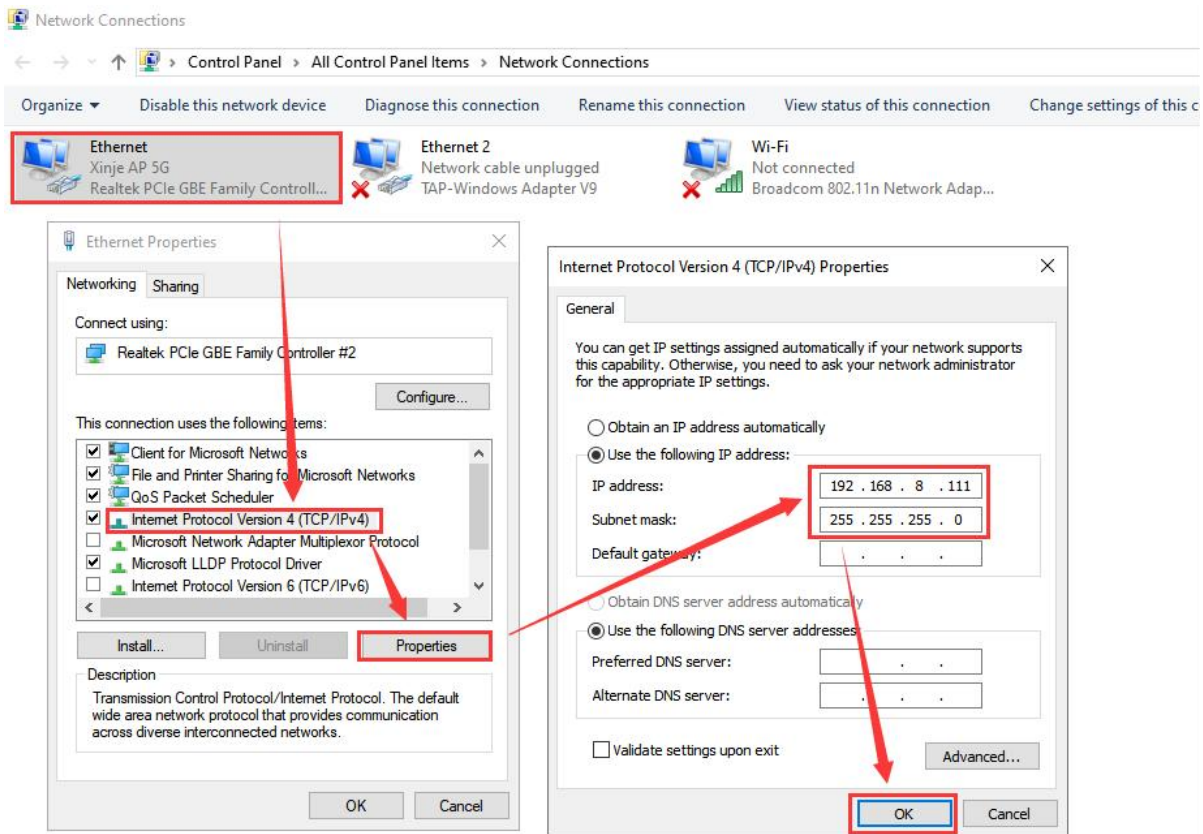 Network Connections
Control Panel > All Control Panel Items > Network Connections
Organize Disable this network device Diagnose this connection Rename this connection View status of this connection Change settings of this c
Ethernet
Xinje AP 5G
Realtek PCIe GBE Family Controll...
Ethernet 2
Network cable unplugged
TAP-Windows Adapter V9
Wi-Fi
Not connected
Broadcom 802.11n Network Adap...
Ethernet Properties
Networking Sharing
Connect using:
Realtek PCIe GBE Family Controller #2
Configure...
This connection uses the following items:
Client for Microsoft Networks
File and Printer Sharing for Microsoft Networks
QoS Packet Scheduler
Internet Protocol Version 4 (TCP/IPv4)
Microsoft Network Adapter Multiplexor Protocol
Microsoft LLDP Protocol Driver
Internet Protocol Version 6 (TCP/IPv6)
Install... Uninstall Properties
Description
Transmission Control Protocol/Internet Protocol. The default
wide area network protocol that provides communication
across diverse interconnected networks.
OK Cancel
Internet Protocol Version 4 (TCP/IPv4) Properties
General
You can get IP settings assigned automatically if your network supports
this capability. Otherwise, you need to ask your network administrator
for the appropriate IP settings.
Obtain an IP address automatically
Use the following IP address:
IP address: 192 . 168 . 8 . 111
Subnet mask: 255 . 255 . 255 . 0
Default gateway: . . .
Obtain DNS server address automatically
Use the following DNS server addresses:
Preferred DNS server: . .
Alternate DNS server: . . .
Validate settings upon exit
Advanced...
OK Cancel